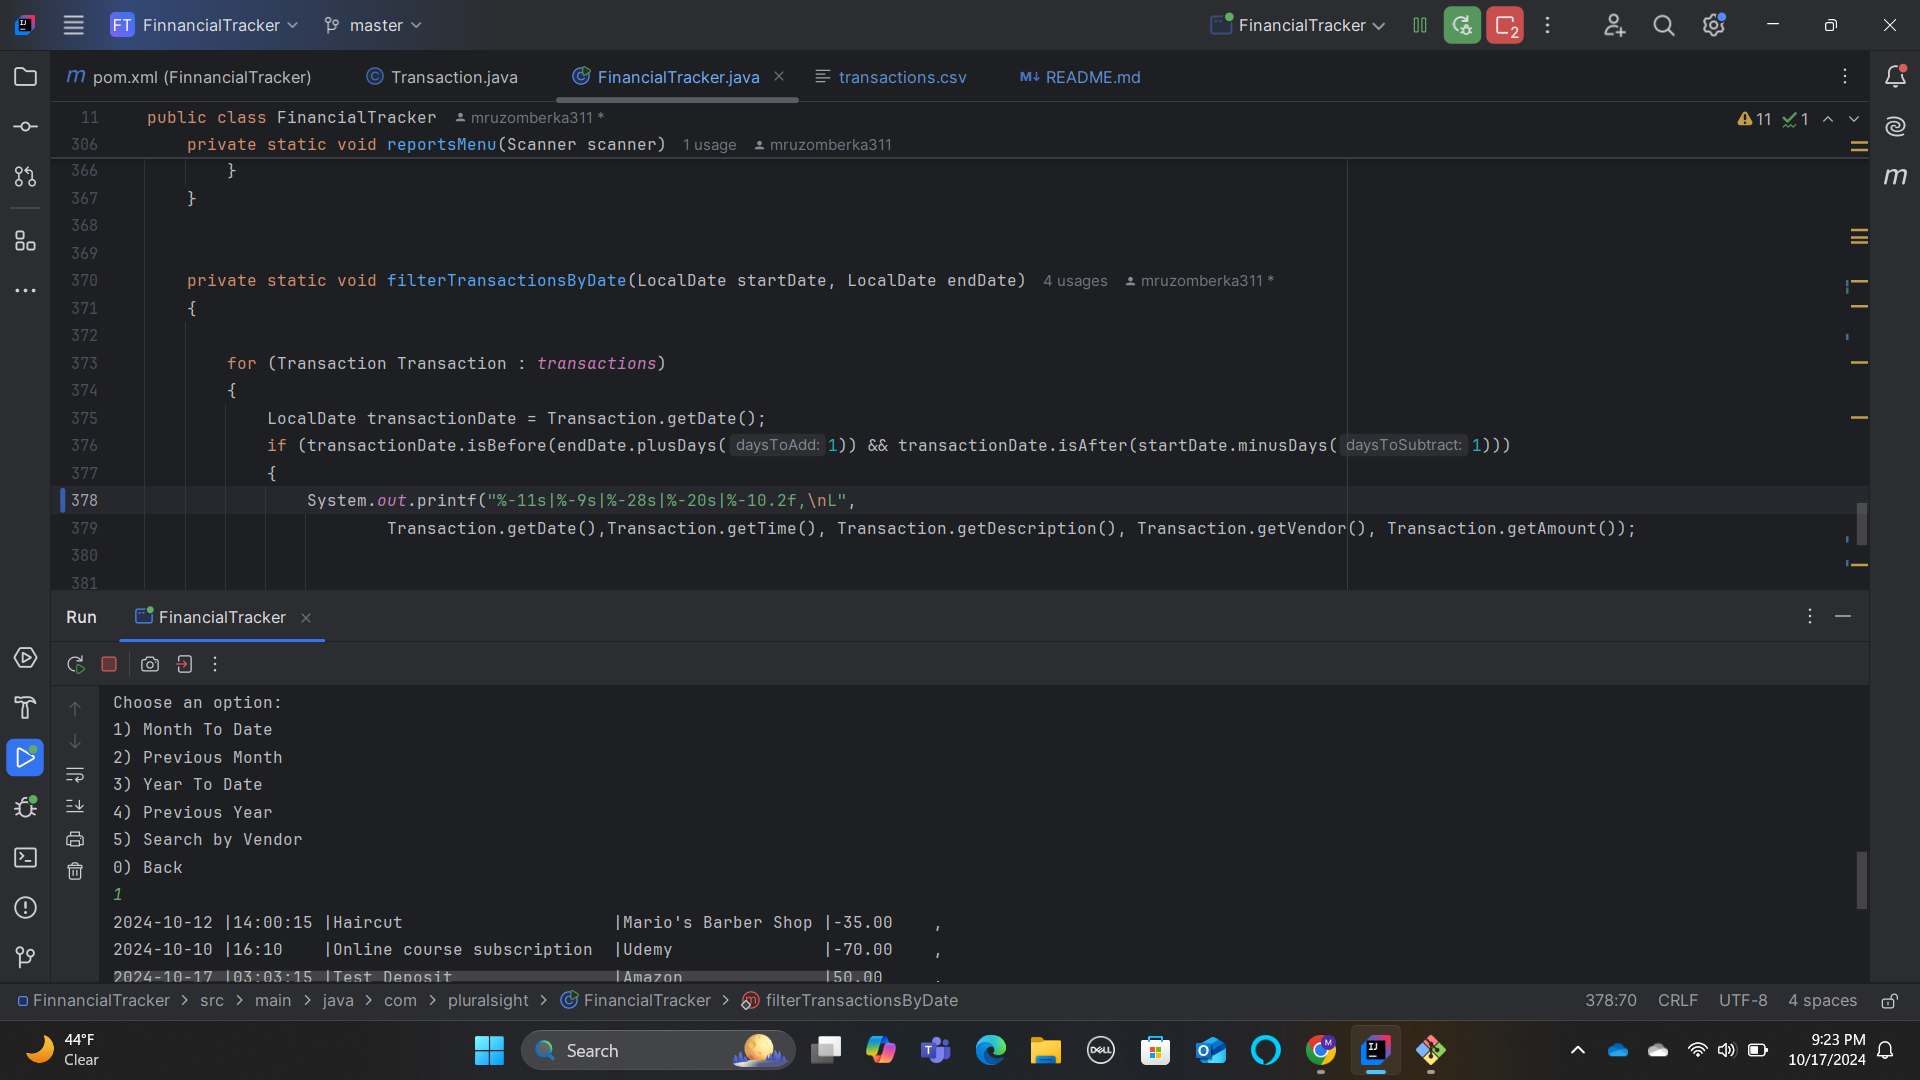 FT FinnancialTracker master FinancialTracker 2
pom.xml (FinnancialTracker) Transaction.java FinancialTracker.java transactions.csv README.md
11 public class FinancialTracker mruzomberka311 * 11 1
306 private static void reportsMenu(Scanner scanner) 1 usage mruzomberka311
366 }
367 }
368
369
370 private static void filterTransactionsByDate(LocalDate startDate, LocalDate endDate) 4 usages mruzomberka311 *
371 {
372
373 for (Transaction Transaction : transactions)
374 {
375 LocalDate transactionDate = Transaction.getDate();
376 if (transactionDate.isBefore(endDate.plusDays( daysToAdd: 1)) && transactionDate.isAfter(startDate.minusDays( daysToSubtract: 1)))
377 {
378 System.out.printf("%-11s|%-9s|%-28s|%-20s|%-10.2f,\nL",
379 Transaction.getDate(),Transaction.getTime(), Transaction.getDescription(), Transaction.getVendor(), Transaction.getAmount());
380
381
Run FinancialTracker
Choose an option:
1) Month To Date
2) Previous Month
3) Year To Date
4) Previous Year
5) Search by Vendor
0) Back
1
2024-10-12 |14:00:15 |Haircut |Mario's Barber Shop |-35.00 ,
2024-10-10 |16:10 |Online course subscription |Udemy |-70.00 ,
2024-10-17 |03:03:15 |Test Deposit |Amazon |50.00 ,
FinnancialTracker > src > main > java > com > pluralsight > FinancialTracker > filterTransactionsByDate 378:70 CRLF UTF-8 4 spaces
44°F
Clear
Search
9:23 PM
10/17/2024